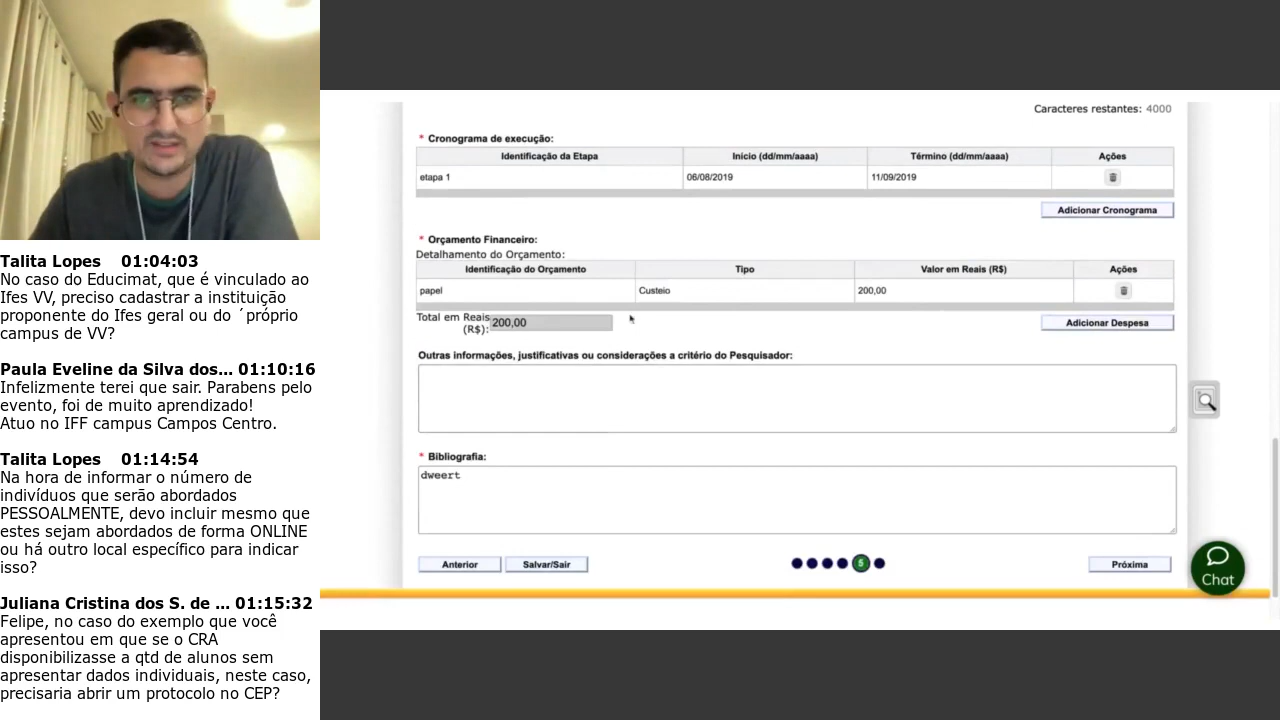 Talita Lopes 01:04:03
No caso do Educimat, que é vinculado ao
Ifes VV, preciso cadastrar a instituição
proponente do Ifes geral ou do ´próprio
campus de VV?
Paula Eveline da Silva dos... 01:10:16
Infelizmente terei que sair. Parabens pelo
evento, foi de muito aprendizado!
Atuo no IFF campus Campos Centro.
Talita Lopes 01:14:54
Na hora de informar o número de
indivíduos que serão abordados
PESSOALMENTE, devo incluir mesmo que
estes sejam abordados de forma ONLINE
ou há outro local específico para indicar
isso?
Juliana Cristina dos S. de ... 01:15:32
Felipe, no caso do exemplo que você
apresentou em que se o CRA
disponibilizasse a qtd de alunos sem
apresentar dados individuais, neste caso,
precisaria abrir um protocolo no CEP?
Caracteres restantes: 4000
* Cronograma de execução:
Identificação da Etapa Início (dd/mm/aaaa) Término (dd/mm/aaaa) Ações
etapa 1 06/08/2019 11/09/2019
Adicionar Cronograma
* Orçamento Financeiro:
Detalhamento do Orçamento:
Identificação do Orçamento Tipo Valor em Reais (R$) Ações
papel Custeio 200,00
Total em Reais
(R$): 200,00
Adicionar Despesa
Outras informações, justificativas ou considerações a critério do Pesquisador:
* Bibliografia:
dweert
Anterior Salvar/Sair 5 Próxima
Chat